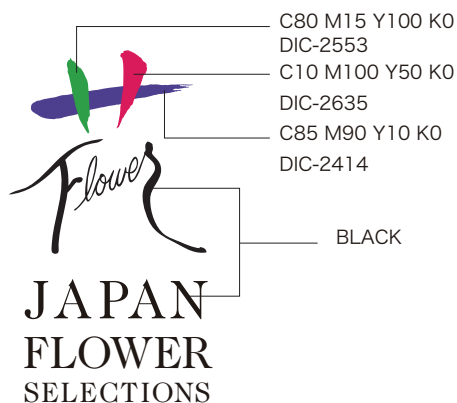 C80 M15 Y100 K0
DIC-2553
C10 M100 Y50 K0
DIC-2635
C85 M90 Y10 K0
DIC-2414
Flower
BLACK
JAPAN
FLOWER
SELECTIONS